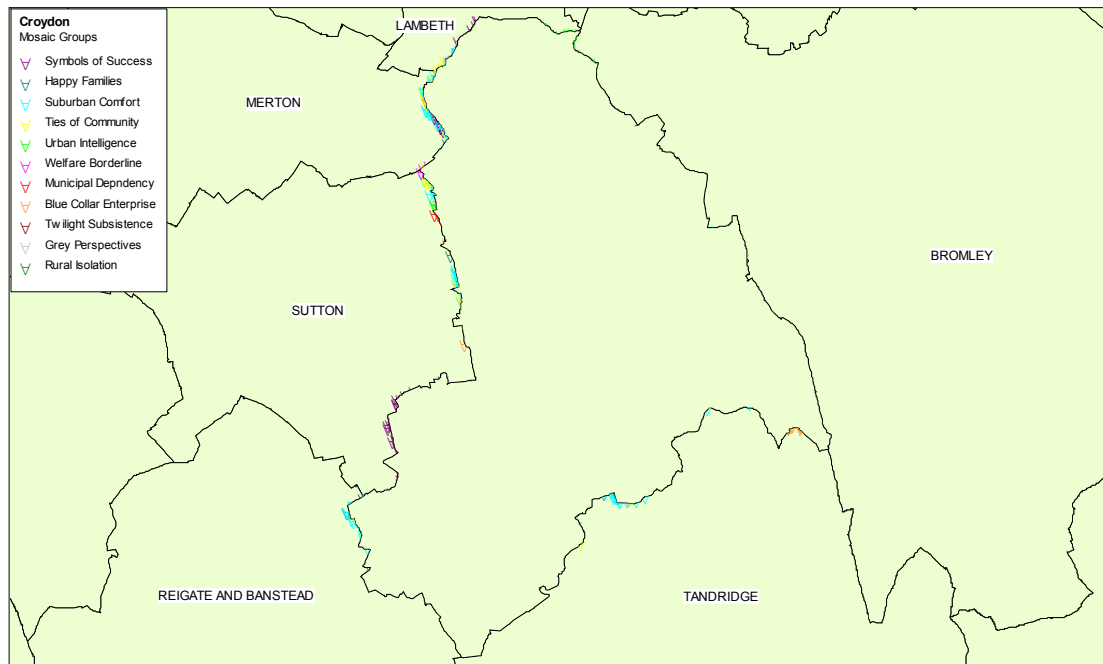 Croydon
Mosaic Groups
Symbols of Success
Happy Families
Suburban Comfort
Ties of Community
Urban Intelligence
Welfare Borderline
Municipal Depndency
Blue Collar Enterprise
Twilight Subsistence
Grey Perspectives
Rural Isolation
LAMBETH
MERTON
BROMLEY
SUTTON
REIGATE AND BANSTEAD
TANDRIDGE